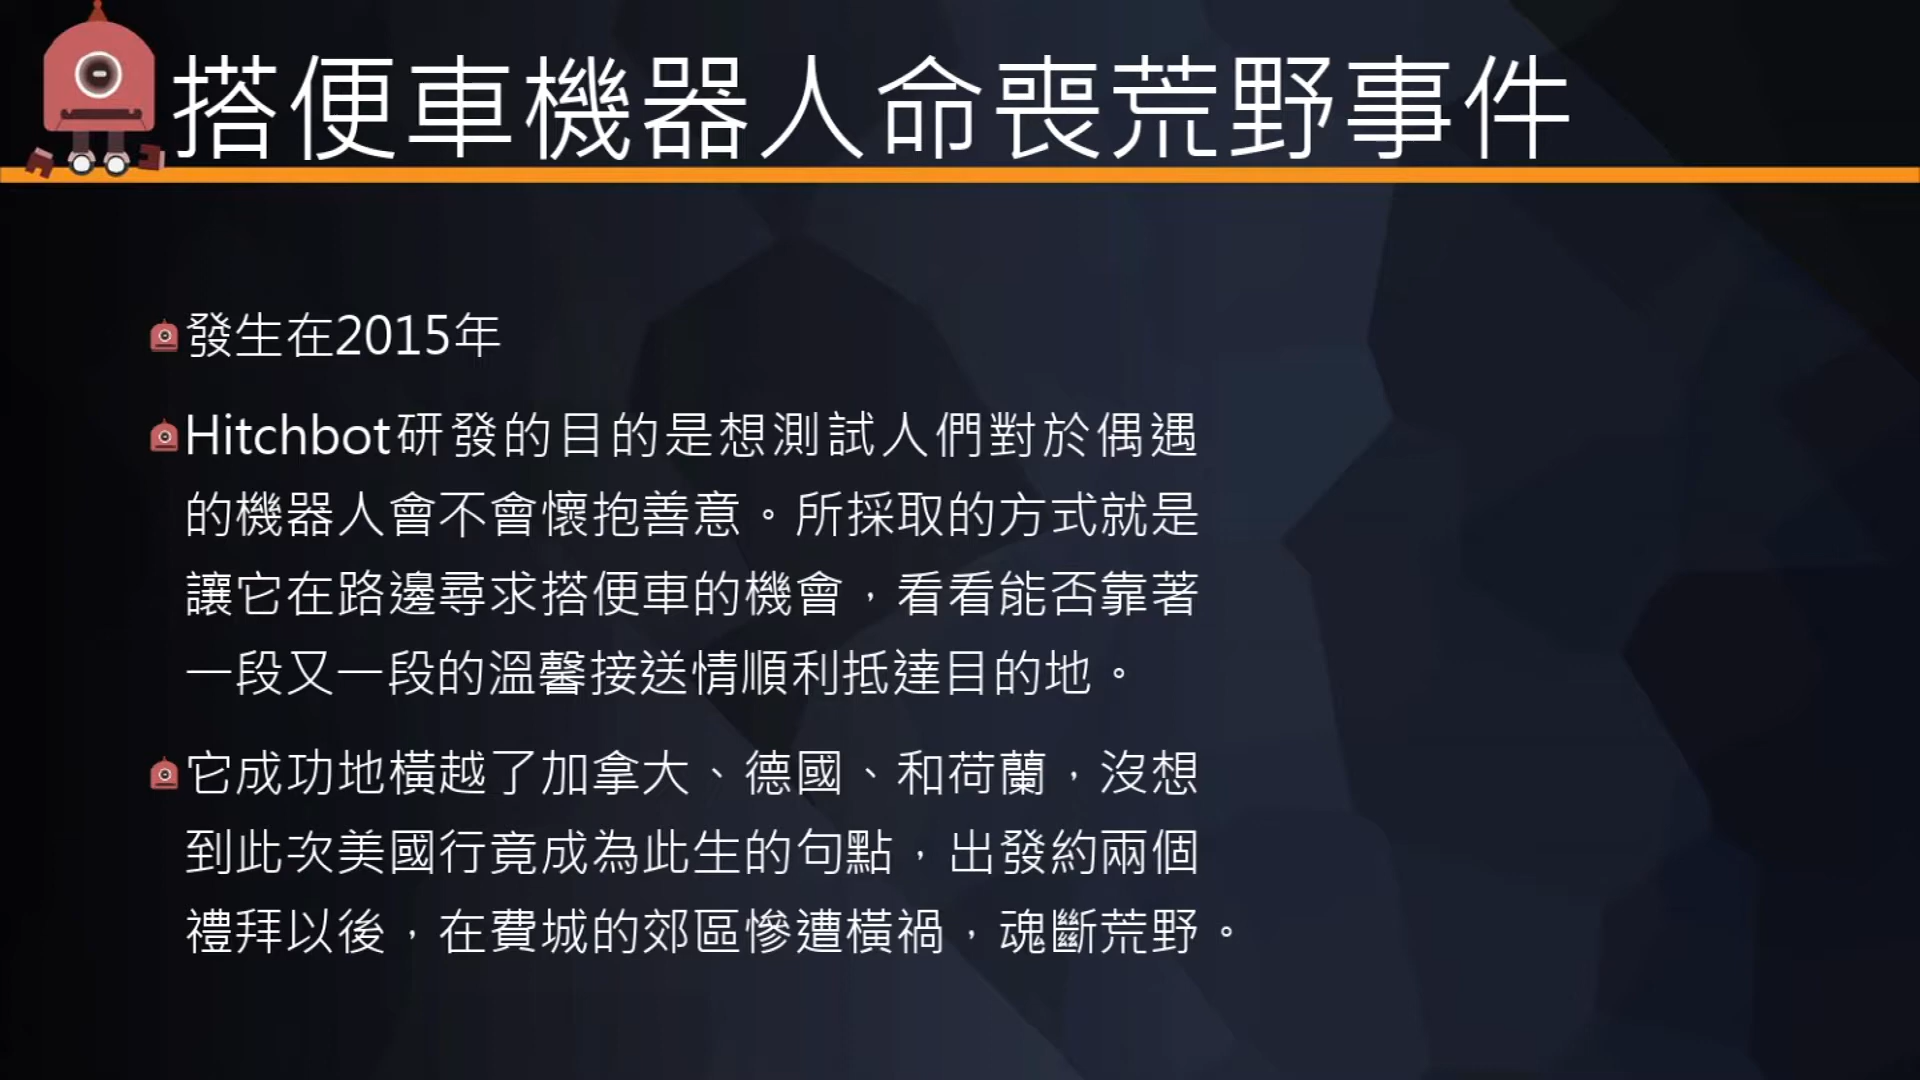 搭便車機器人命喪荒野事件
發生在2015年
Hitchbot研發的目的是想測試人們對於偶遇
的機器人會不會懷抱善意。所採取的方式就是
讓它在路邊尋求搭便車的機會，看看能否靠著
一段又一段的溫馨接送情順利抵達目的地。
它成功地橫越了加拿大、德國、和荷蘭，沒想
到此次美國行竟成為此生的句點，出發約兩個
禮拜以後，在費城的郊區慘遭橫禍，魂斷荒野。